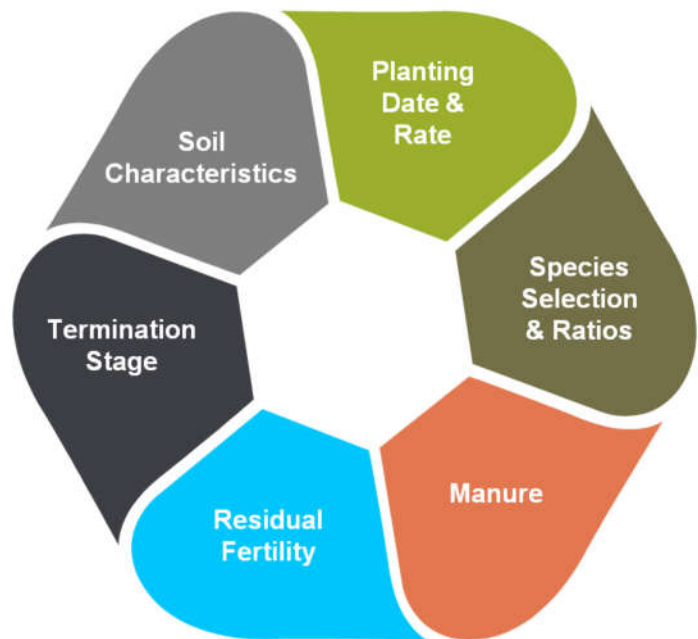 Planting
Date &
Rate
Species
Selection
& Ratios
Manure
Residual
Fertility
Termination
Stage
Soil
Characteristics